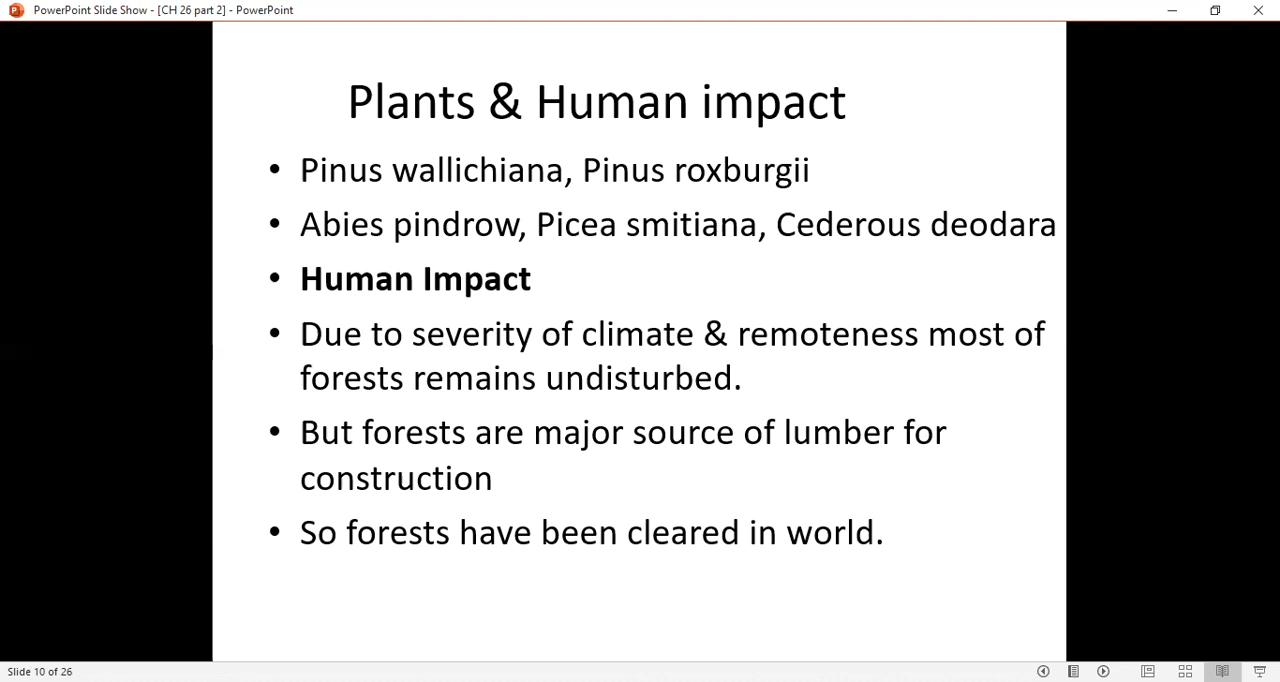 PowerPoint Slide Show - [CH 26 part 2] - PowerPoint
Plants & Human impact
• Pinus wallichiana, Pinus roxburgii
• Abies pindrow, Picea smitiana, Cederous deodara
• Human Impact
• Due to severity of climate & remoteness most of
forests remains undisturbed.
• But forests are major source of lumber for
construction
• So forests have been cleared in world.
Slide 10 of 26